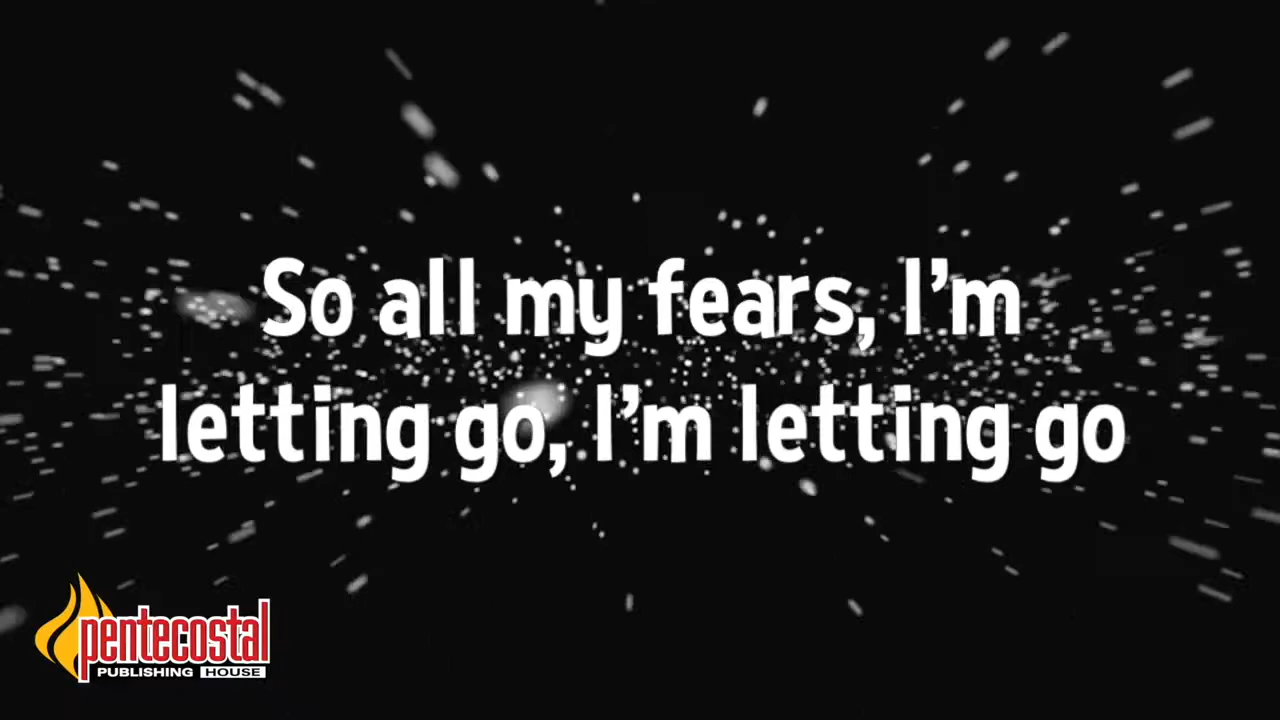 So all my fears, I'm
letting go, I'm letting go
pentecostal
PUBLISHING HOUSE